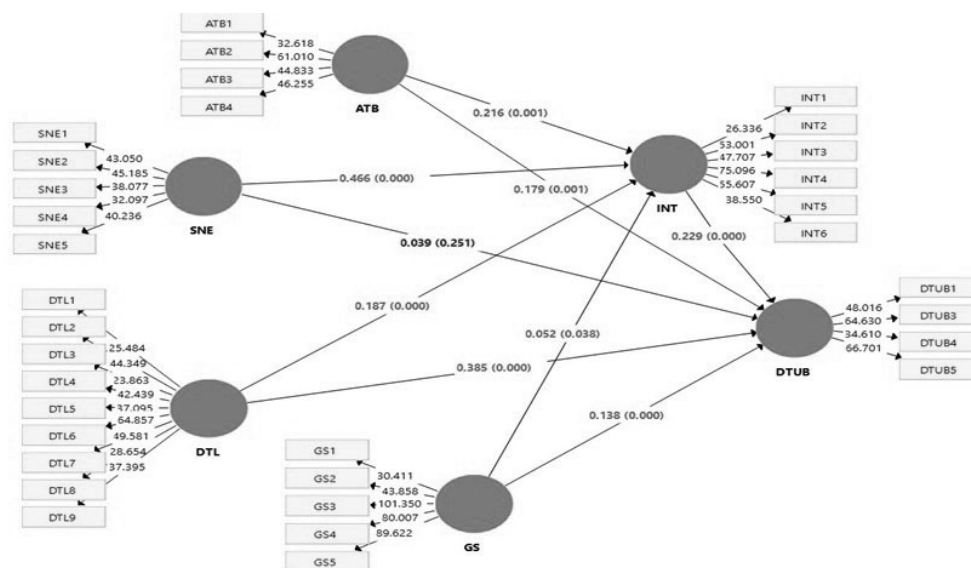 ATB1
ATB2
ATB3
ATB4
32.618
61.010
44.833
46.255
ATB
SNE1
SNE2
SNE3
SNE4
SNE5
43.050
45.185
38.077
32.097
40.236
SNE
DTL1
DTL2
DTL3
DTL4
DTL5
DTL6
DTL7
DTL8
DTL9
25.484
44.349
23.863
42.439
37.095
64.857
49.581
28.654
37.395
DTL
GS1
GS2
GS3
GS4
GS5
30.411
43.858
101.350
80.007
89.622
GS
0.216 (0.001)
0.466 (0.000)
0.179 (0.001)
0.039 (0.251)
0.187 (0.000)
0.052 (0.038)
0.385 (0.000)
0.138 (0.000)
0.229 (0.000)
INT
26.336
53.001
47.707
75.096
55.607
38.550
INT1
INT2
INT3
INT4
INT5
INT6
DTUB
48.016
64.630
34.610
66.701
DTUB1
DTUB3
DTUB4
DTUB5